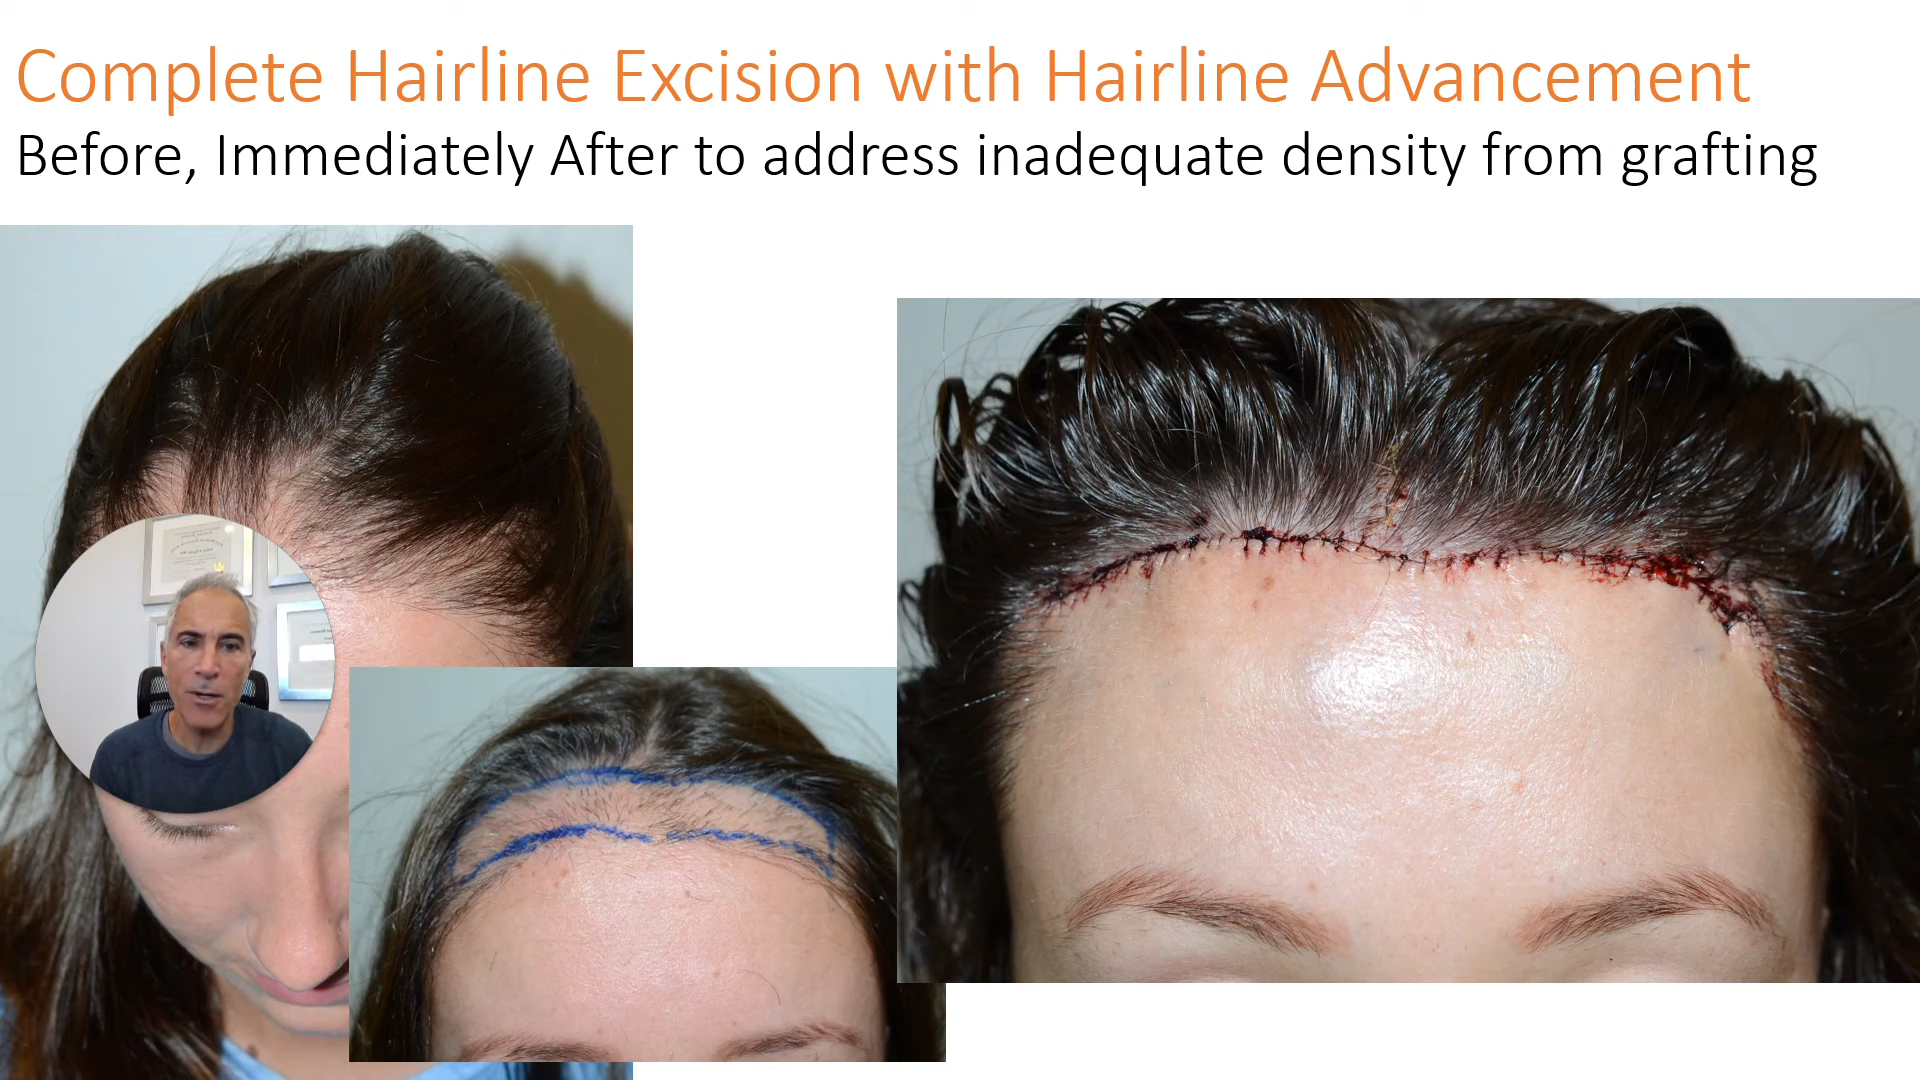 Complete Hairline Excision with Hairline Advancement
Before, Immediately After to address inadequate density from grafting